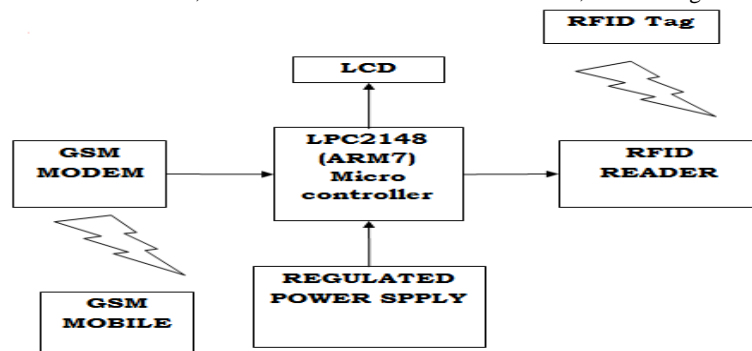 RFID Tag
LCD
GSM
MODEM
LPC2148
(ARM7)
Micro
controller
RFID
READER
REGULATED
POWER SPPLY
GSM
MOBILE